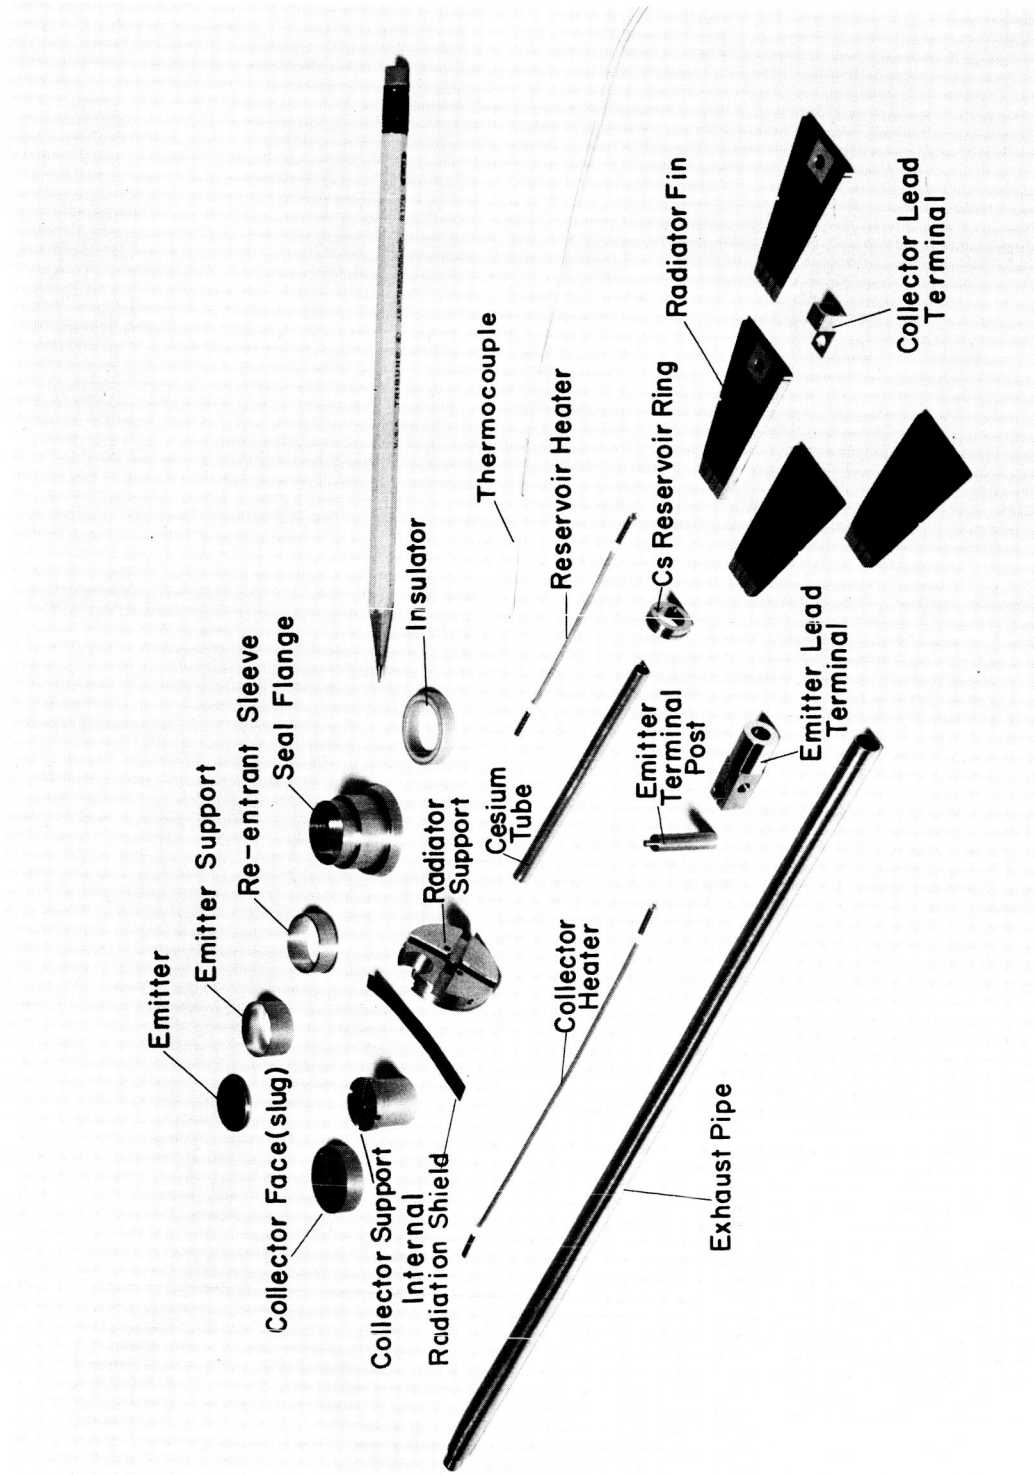 Emitter
Emitter Support
Re-entrant Sleeve
Seal Flange
Insulator
Thermocouple
Reservoir Heater
Cs Reservoir Ring
Radiator Fin
Collector Lead
Terminal
Collector Face(slug)
Collector Support
Internal
Radiation Shield
Radiator
Support
Cesium
Tube
Collector
Heater
Emitter
Terminal
Post
Emitter Lead
Terminal
Exhaust Pipe
U.S.A. TRIBUNE